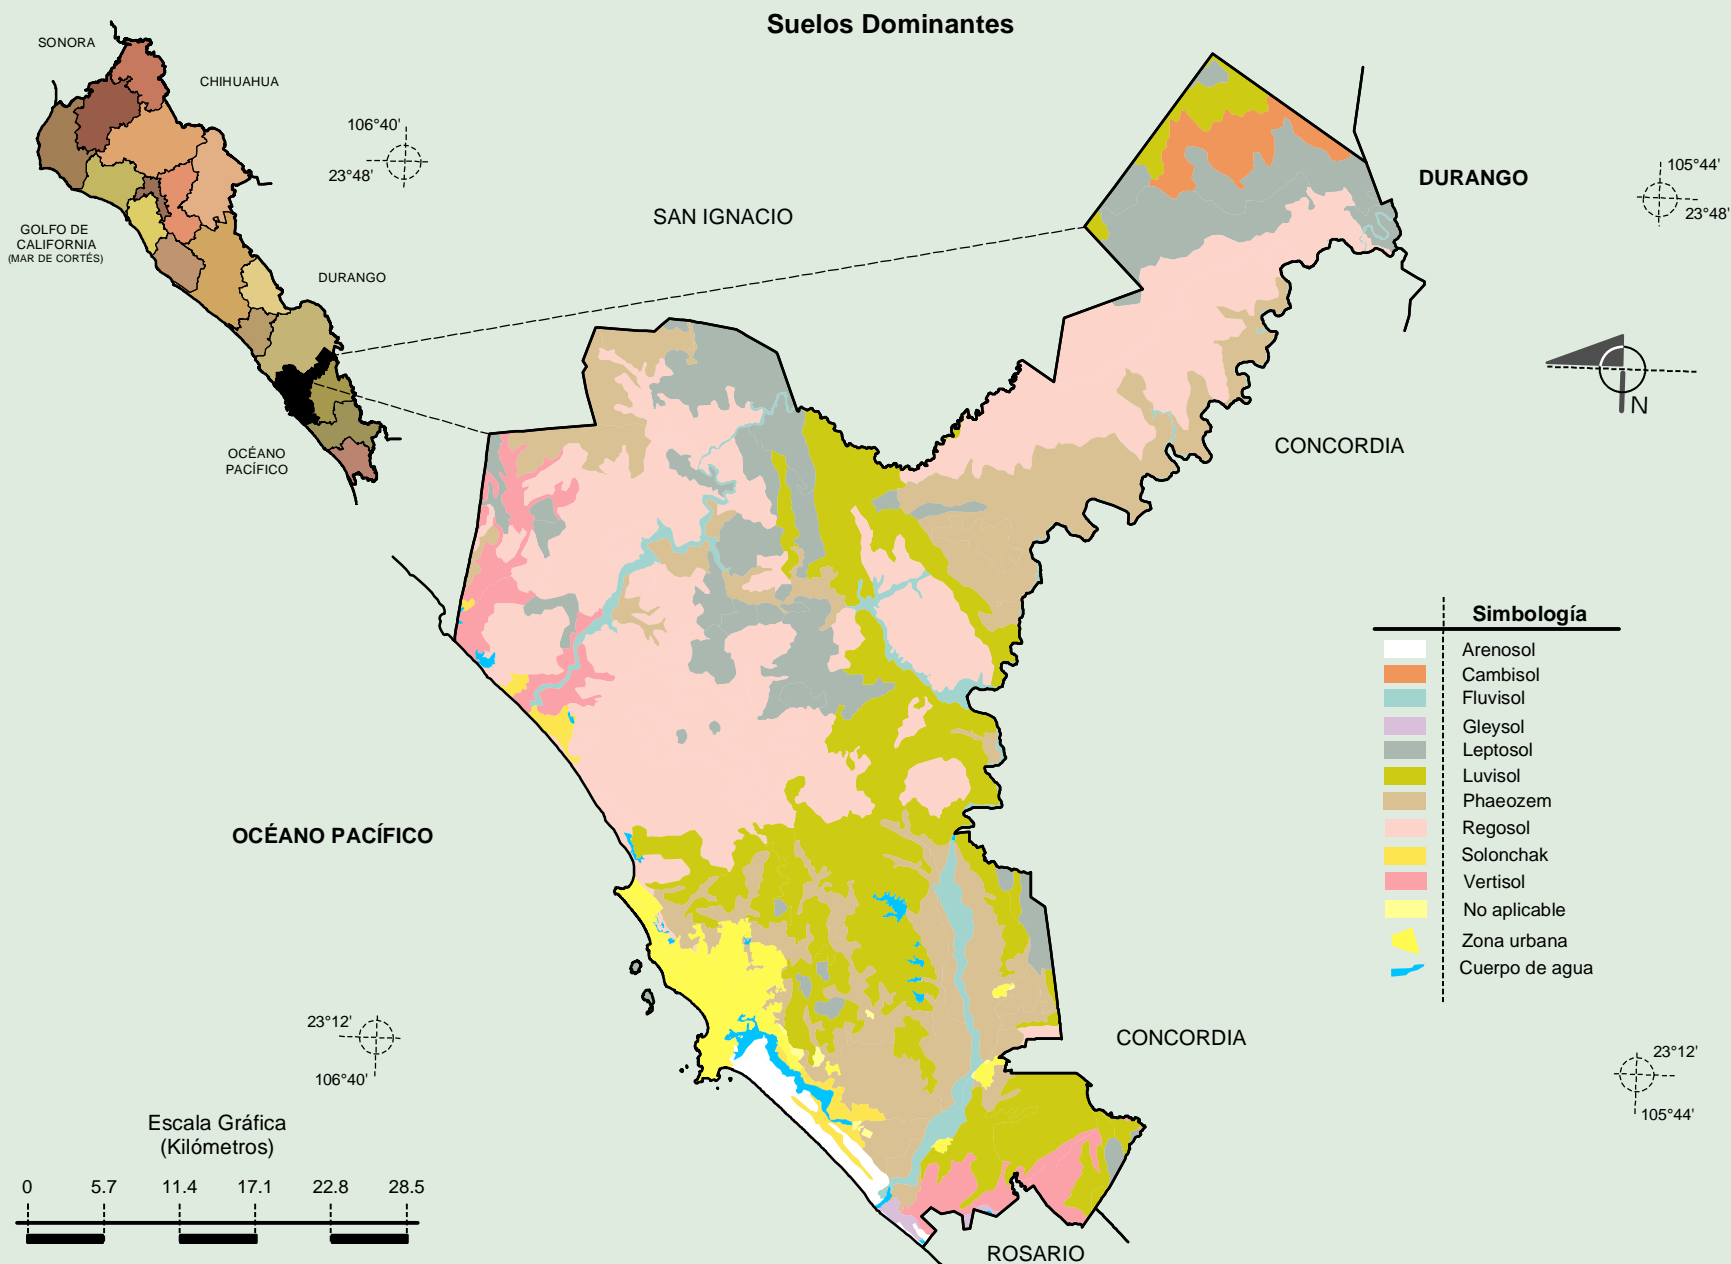 Suelos Dominantes
SONORA
CHIHUAHUA
106°40'
23°48'
GOLFO DE
CALIFORNIA
(MAR DE CORTÉS)
DURANGO
OCÉANO
PACÍFICO
SAN IGNACIO
DURANGO
105°44'
23°48'
N
CONCORDIA
OCÉANO PACÍFICO
CONCORDIA
ROSARIO
23°12'
106°40'
23°12'
105°44'
Simbología
Arenosol
Cambisol
Fluvisol
Gleysol
Leptosol
Luvisol
Phaeozem
Regosol
Solonchak
Vertisol
No aplicable
Zona urbana
Cuerpo de agua
Escala Gráfica
(Kilómetros)
0 5.7 11.4 17.1 22.8 28.5